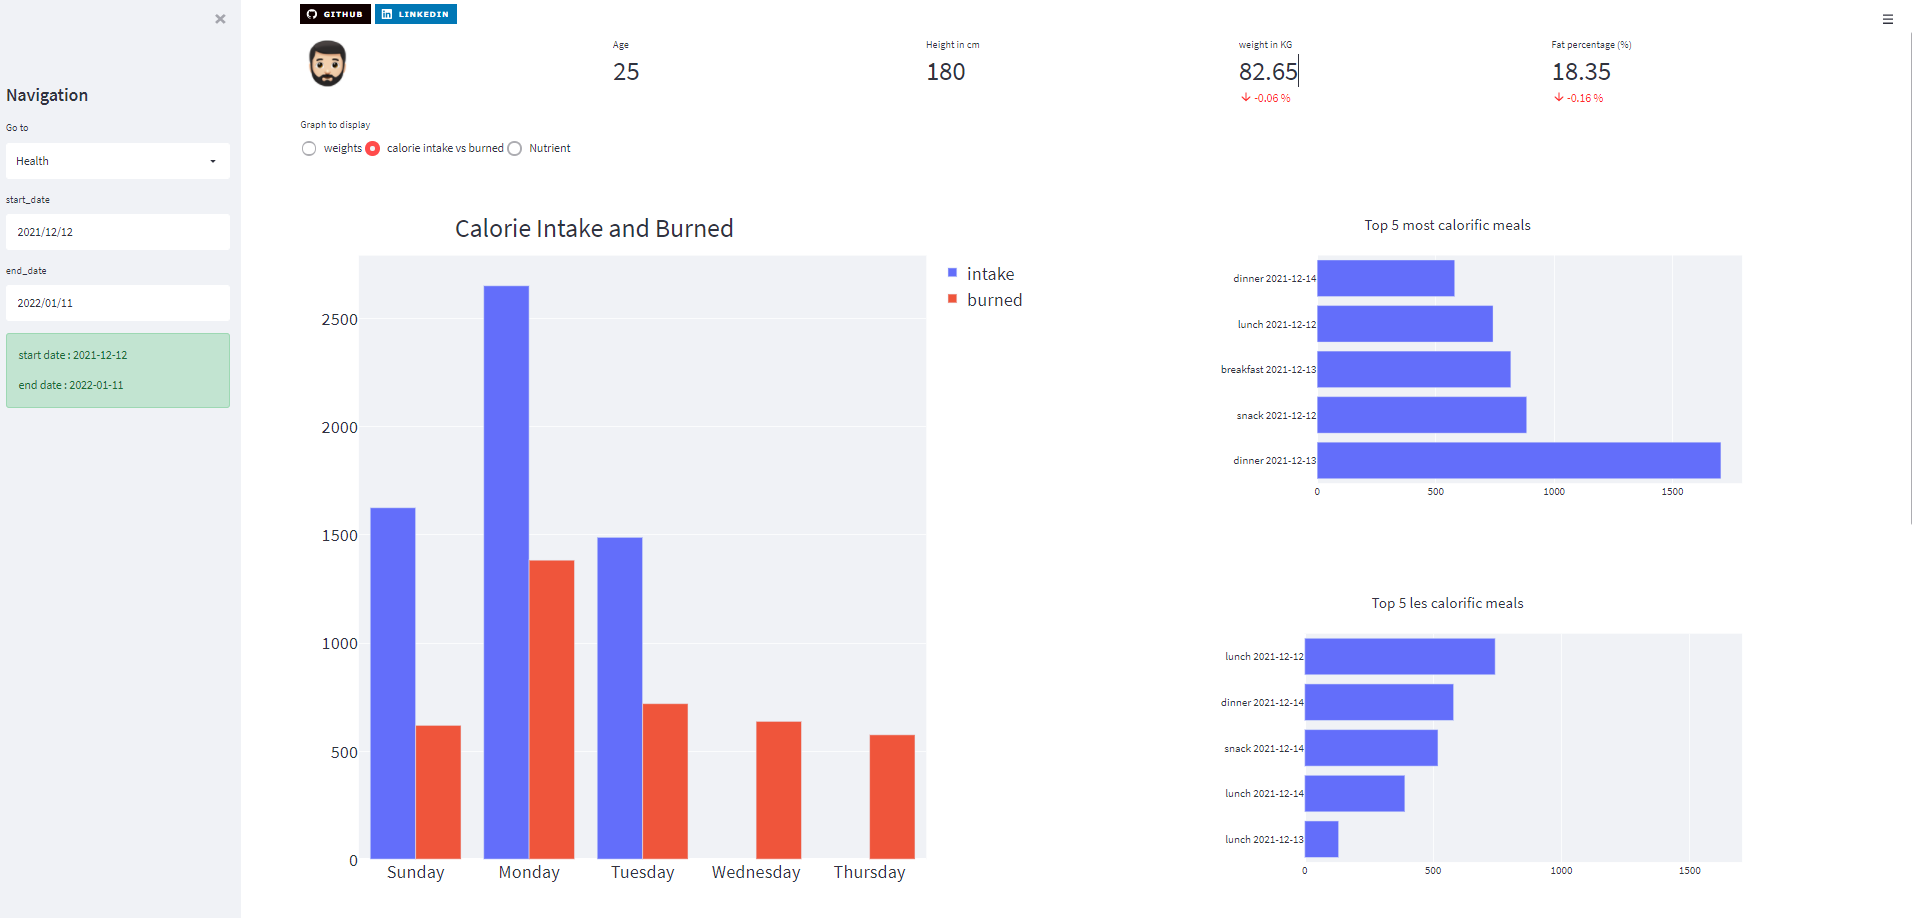 GITHUB LINKEDIN
Navigation
Go to
Health
start_date
2021/12/12
end_date
2022/01/11
start date : 2021-12-12
end date : 2022-01-11
Age
25
Height in cm
180
weight in KG
82.65
-0.06 %
Fat percentage (%)
18.35
-0.16 %
Graph to display
weights calorie intake vs burned Nutrient
Calorie Intake and Burned
intake
burned
2500
2000
1500
1000
500
0
Sunday Monday Tuesday Wednesday Thursday
Top 5 most calorific meals
dinner 2021-12-14
lunch 2021-12-12
breakfast 2021-12-13
snack 2021-12-12
dinner 2021-12-13
0 500 1000 1500
Top 5 les calorific meals
lunch 2021-12-12
dinner 2021-12-14
snack 2021-12-14
lunch 2021-12-14
lunch 2021-12-13
0 500 1000 1500